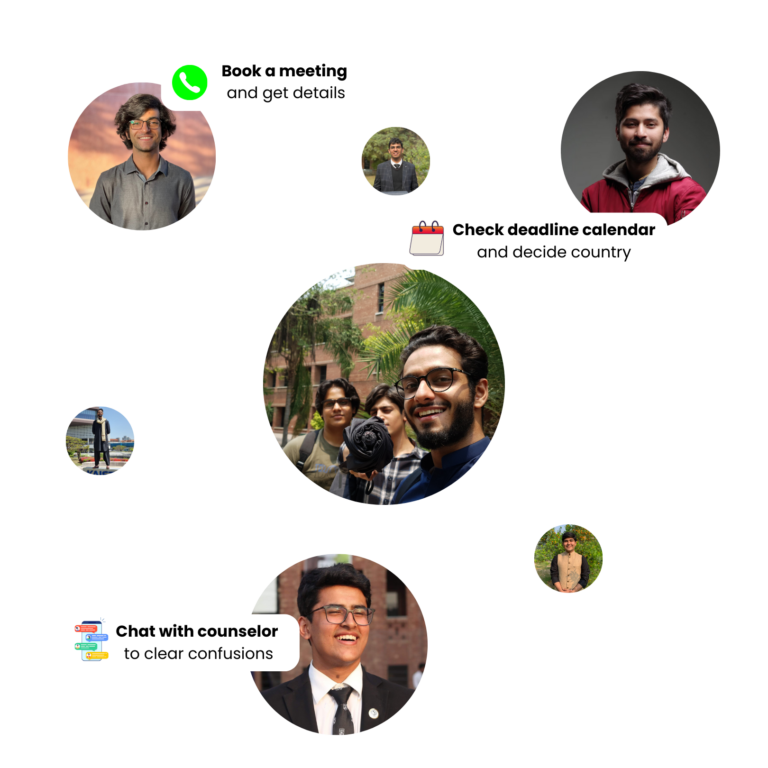 Book a meeting
and get details
Check deadline calendar
and decide country
Chat with counselor
to clear confusions